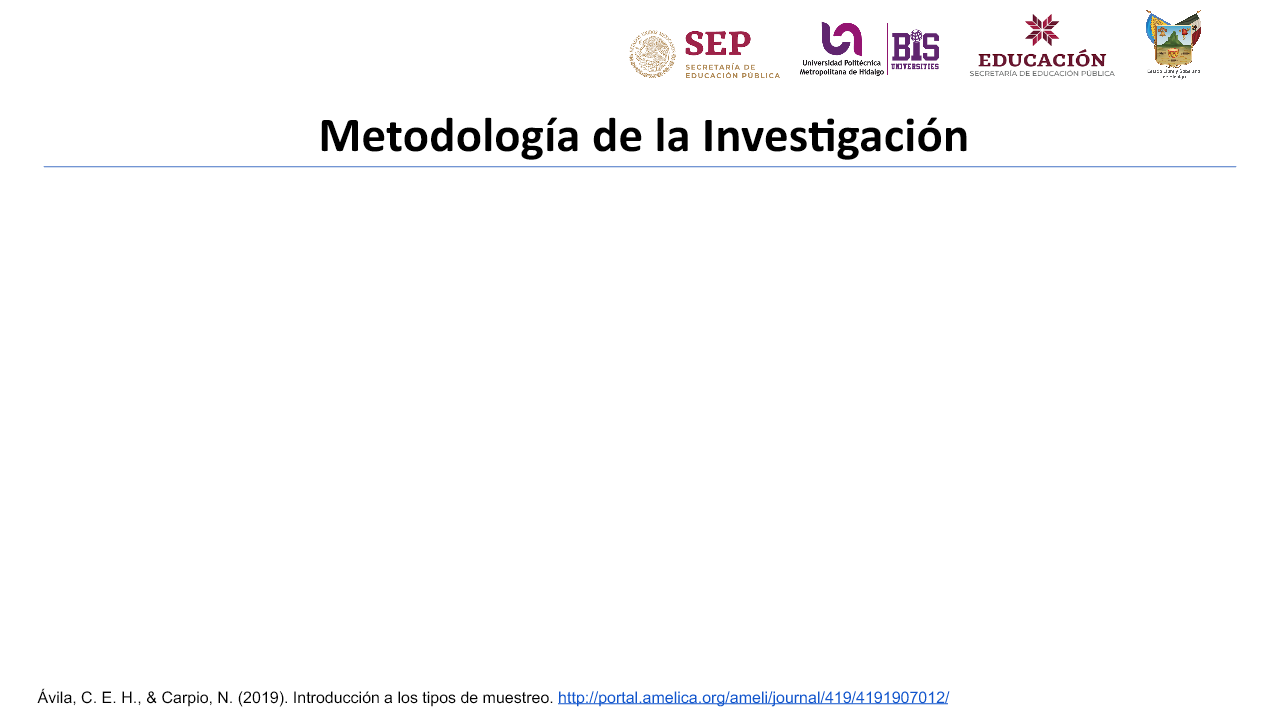 SEP
SECRETARÍA DE
EDUCACIÓN PÚBLICA
Universidad Politécnica
Metropolitana de Hidalgo
BIS
UNIVERSITIES
EDUCACIÓN
SECRETARÍA DE EDUCACIÓN PÚBLICA
Metodología de la Investigación
Ávila, C. E. H., & Carpio, N. (2019). Introducción a los tipos de muestreo. http://portal.amelica.org/ameli/journal/419/4191907012/